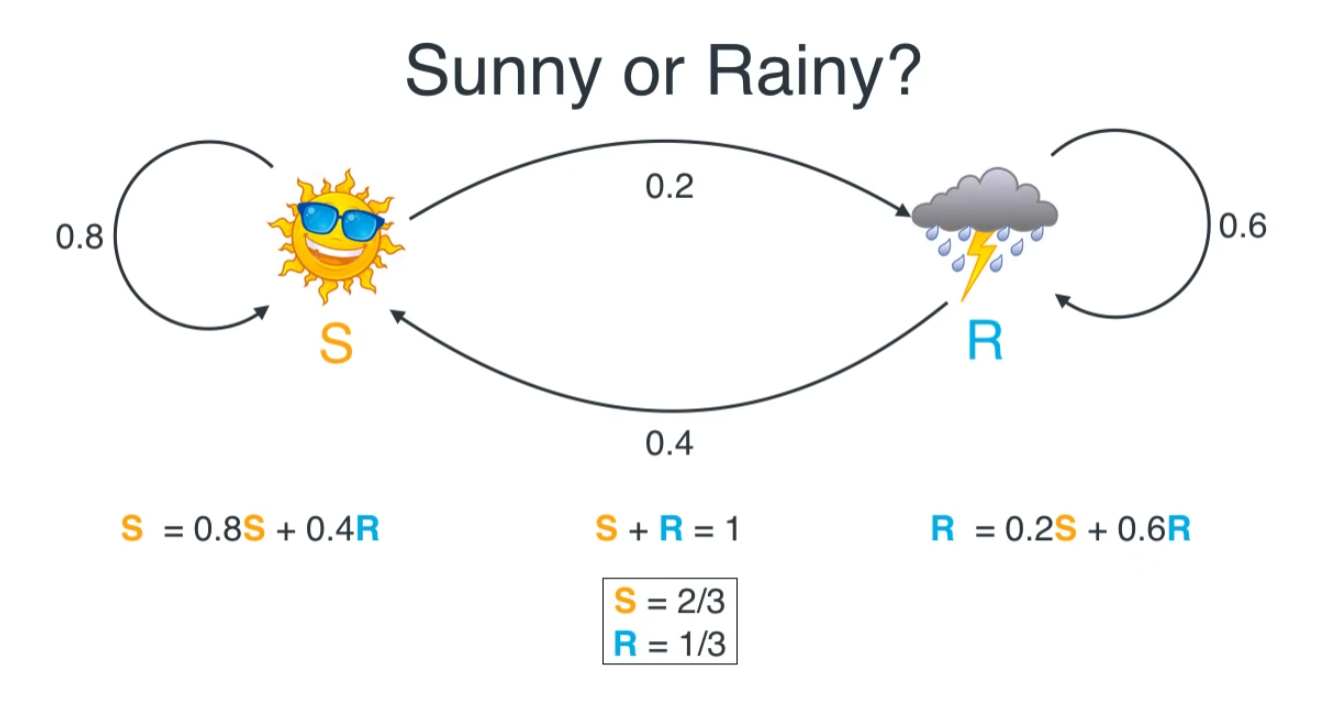 Sunny or Rainy?
0.2
0.8
0.6
S
R
0.4
S = 0.8S + 0.4R
S + R = 1
R = 0.2S + 0.6R
S = 2/3
R = 1/3